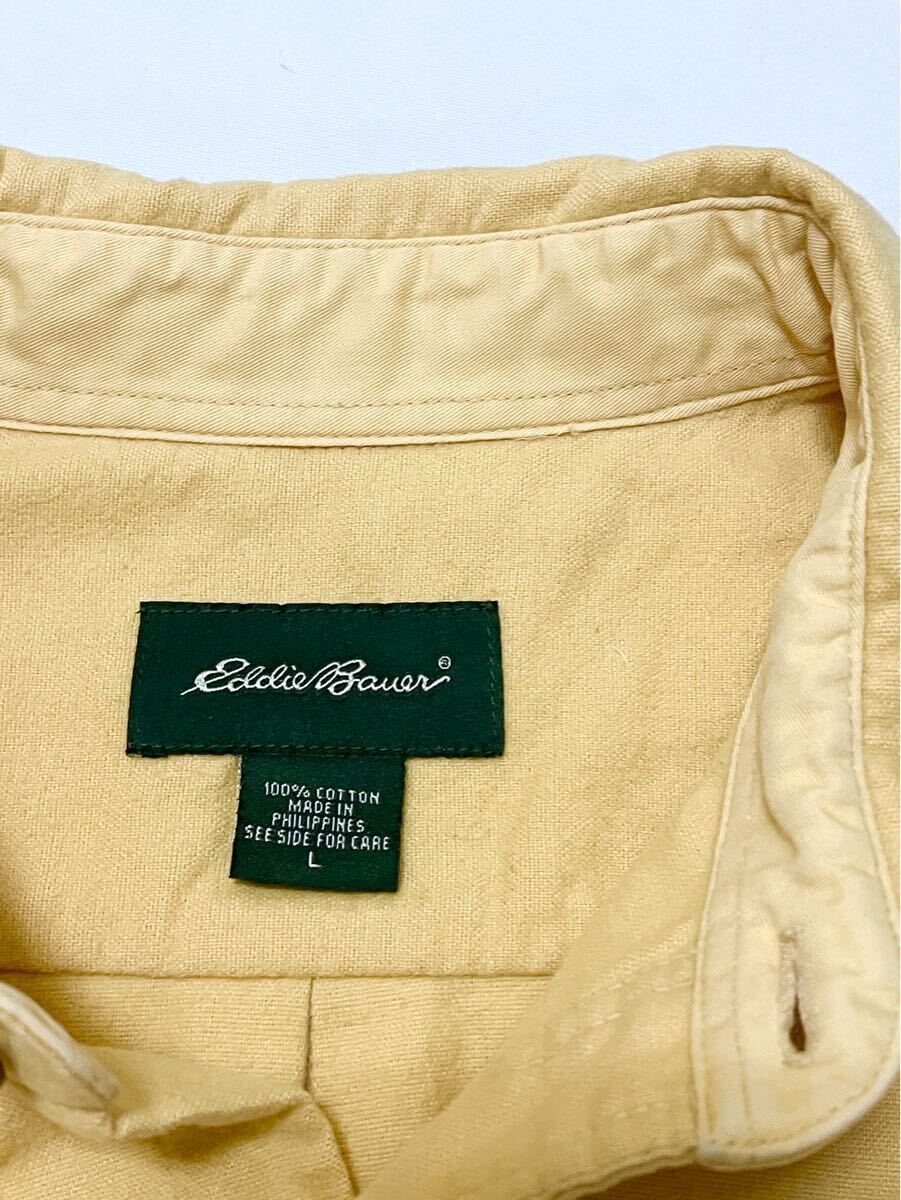 Eddie Bauer®
100% COTTON
MADE IN
PHILIPPINES
SEE SIDE FOR CARE
L